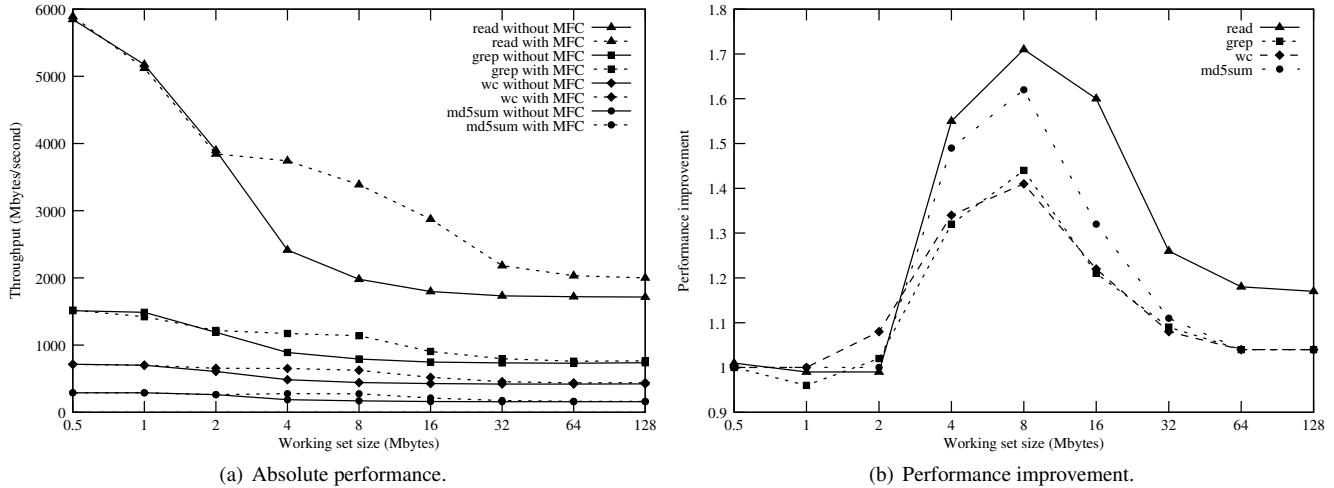 6000
5000
4000
3000
2000
1000
0
0.5 1 2 4 8 16 32 64 128
Throughput (Mbytes/second)
Working set size (Mbytes)
read without MFC
read with MFC
grep without MFC
grep with MFC
wc without MFC
wc with MFC
md5sum without MFC
md5sum with MFC
(a) Absolute performance.
1.8
1.7
1.6
1.5
1.4
1.3
1.2
1.1
1
0.9
0.5 1 2 4 8 16 32 64 128
Performance improvement
Working set size (Mbytes)
read
grep
wc
md5sum
(b) Performance improvement.